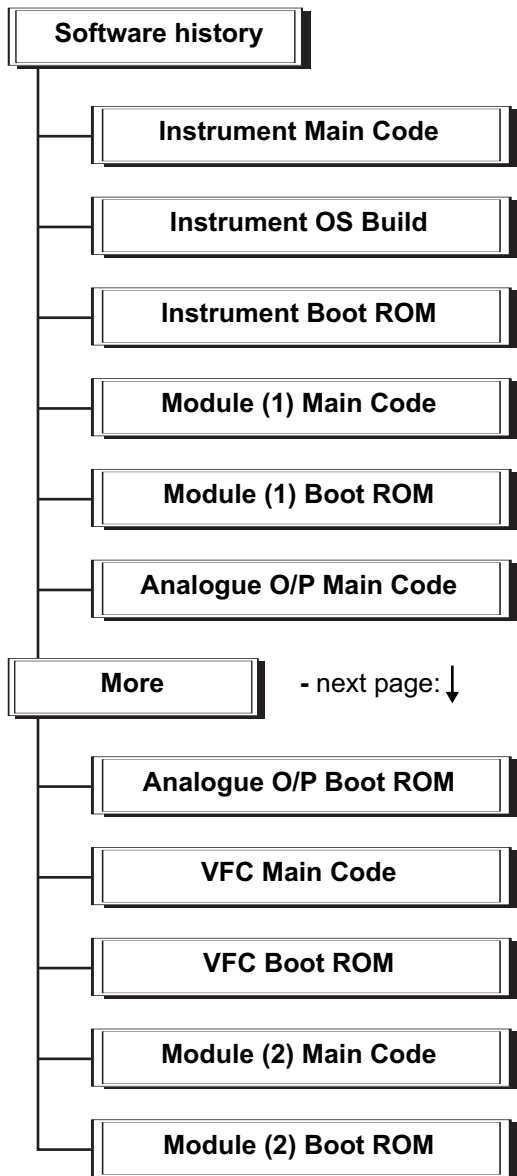 Software history
Instrument Main Code
Instrument OS Build
Instrument Boot ROM
Module (1) Main Code
Module (1) Boot ROM
Analogue O/P Main Code
More - next page: ↓
Analogue O/P Boot ROM
VFC Main Code
VFC Boot ROM
Module (2) Main Code
Module (2) Boot ROM